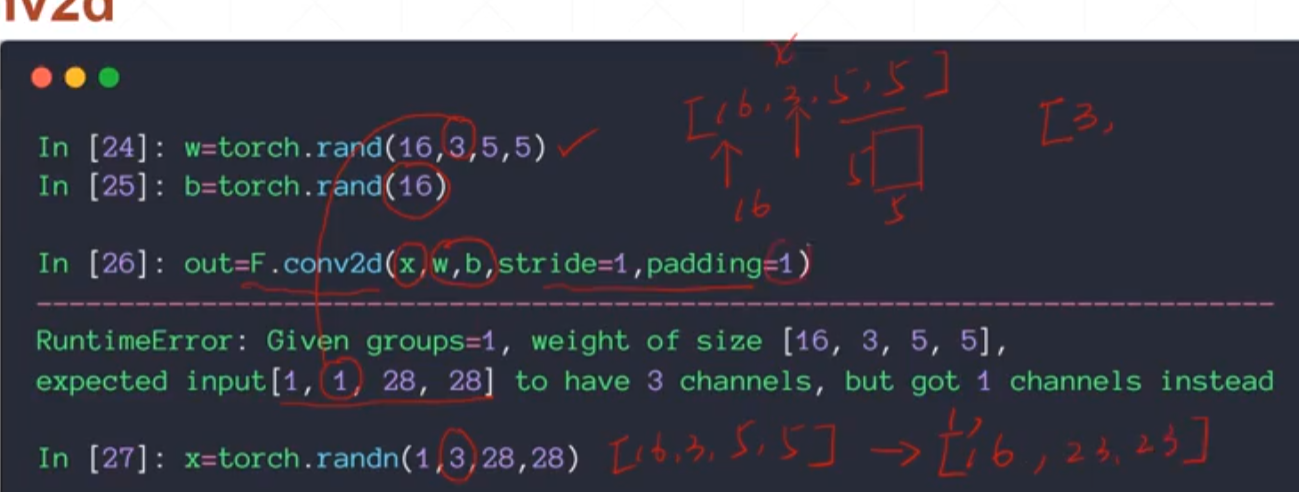 nv2d
x
[16,3,5,5]
[3,
In [24]: w=torch.rand(16,3,5,5)
In [25]: b=torch.rand(16)
5
16
5
In [26]: out=F.conv2d(x,w,b,stride=1,padding=1)
RuntimeError: Given groups=1, weight of size [16, 3, 5, 5],
expected input[1, 1, 28, 28] to have 3 channels, but got 1 channels instead
In [27]: x=torch.randn(1,3,28,28) [16,3,5,5] → [1,16,23,23]